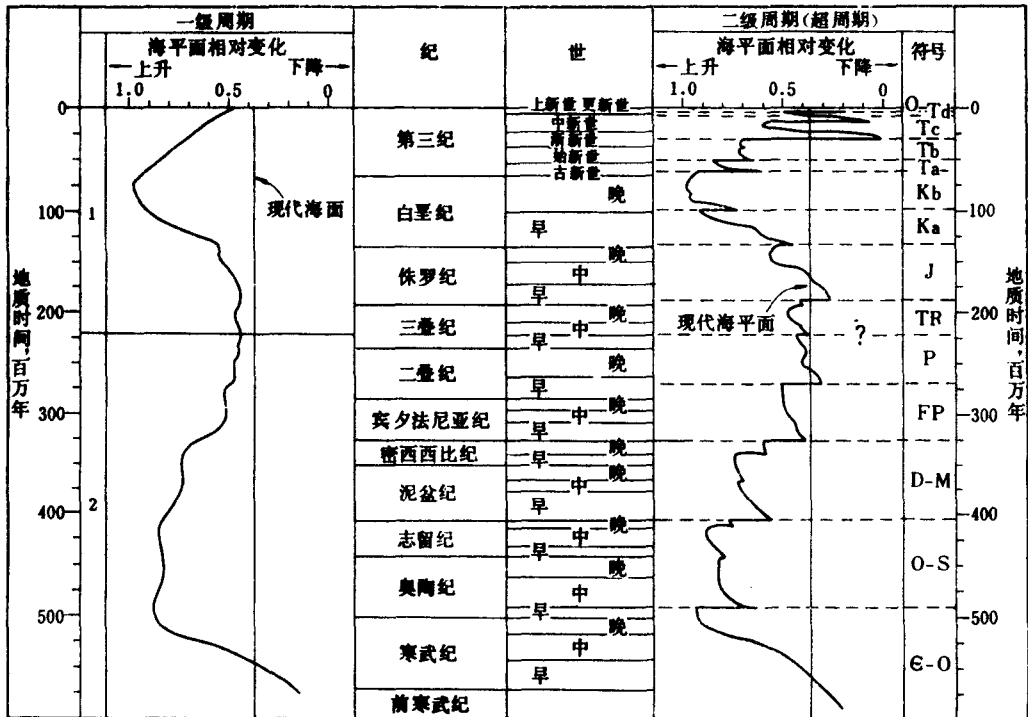 一级周期
海平面相对变化
←上升 下降→
1.0 0.5 0
纪
世
二级周期(超周期)
海平面相对变化
←上升 下降→
1.0 0.5 0
符号
地质时间,百万年
0
100
200
300
400
500
1
2
现代海面
第三纪
白垩纪
侏罗纪
三叠纪
二叠纪
宾夕法尼亚纪
密西西比纪
泥盆纪
志留纪
奥陶纪
寒武纪
前寒武纪
上新世 更新世
中新世
渐新世
始新世
古新世
晚
早
晚
中
早
晚
中
早
晚
早
晚
中
早
晚
早
晚
中
早
晚
中
早
晚
中
早
晚
中
早
现代海平面
?
Q
Td
Tc
Tb
Ta
Kb
Ka
J
TR
P
FP
D-M
O-S
Є-O
0
100
200
300
400
500
地质时间,百万年